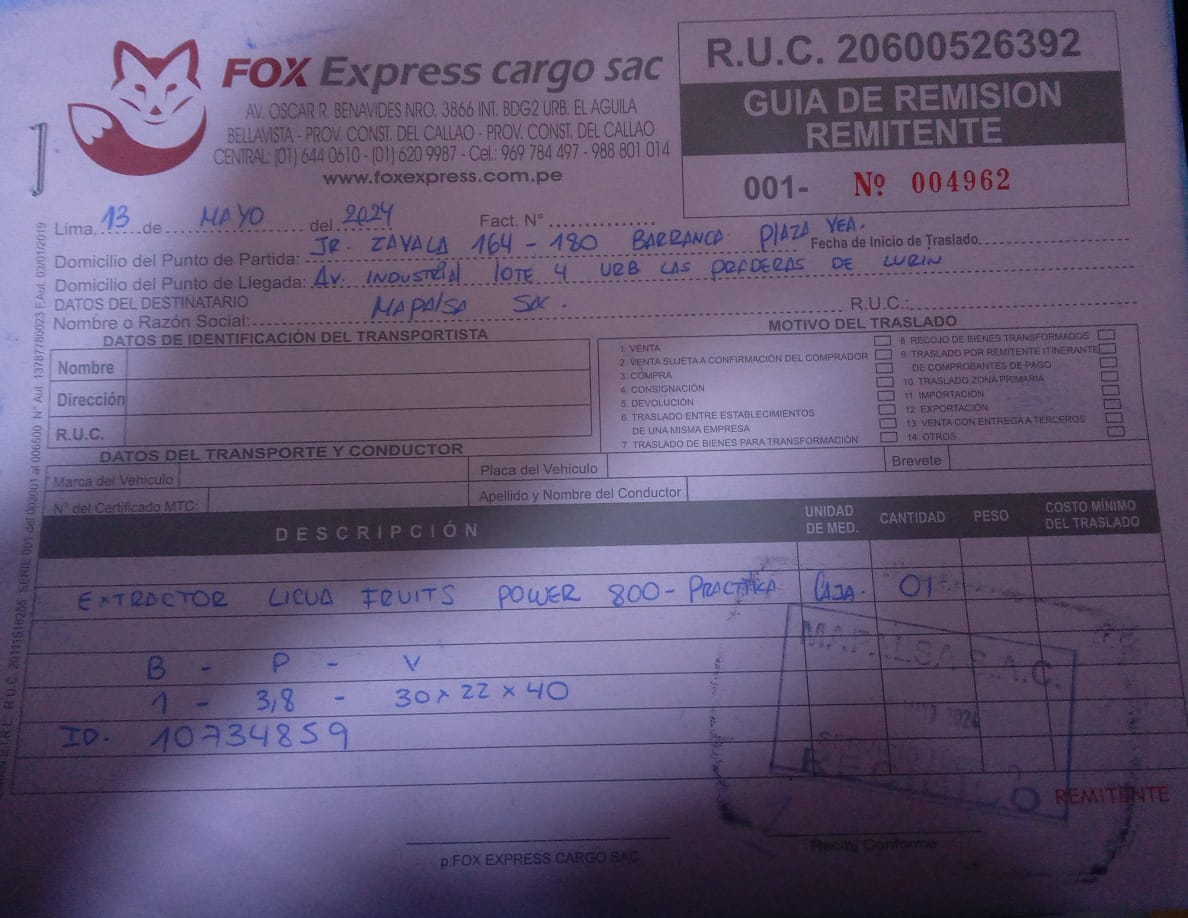 FOX Express cargo sac
AV. OSCAR R. BENAVIDES NRO. 3866 INT. BDG2 URB. EL AGUILA
BELLAVISTA - PROV. CONST. DEL CALLAO - PROV. CONST. DEL CALLAO
CENTRAL: (01) 644 0610 - (01) 620 9987 - Cel.: 969 784 497 - 988 801 014
www.foxexpress.com.pe
R.U.C. 20600526392
GUIA DE REMISION
REMITENTE
001- Nº 004962
Lima, 13 de MAYO del 2024 Fact. N°
Domicilio del Punto de Partida: JR. ZAVALA 164 - 180 BARRANCA PLAZA VEA. Fecha de Inicio de Traslado
Domicilio del Punto de Llegada: AV. INDUSTRIAL LOTE 4 URB LAS PRADERAS DE LURIN
DATOS DEL DESTINATARIO
Nombre o Razón Social: MAPALSA SAC. R.U.C.:
DATOS DE IDENTIFICACIÓN DEL TRANSPORTISTA
Nombre
Dirección
R.U.C.
MOTIVO DEL TRASLADO
1. VENTA
2. VENTA SUJETA A CONFIRMACIÓN DEL COMPRADOR
3. COMPRA
4. CONSIGNACIÓN
5. DEVOLUCIÓN
6. TRASLADO ENTRE ESTABLECIMIENTOS
DE UNA MISMA EMPRESA
7. TRASLADO DE BIENES PARA TRANSFORMACIÓN
8. RECOJO DE BIENES TRANSFORMADOS
9. TRASLADO POR REMITENTE ITINERANTE
DE COMPROBANTES DE PAGO
10. TRASLADO ZONA PRIMARIA
11. IMPORTACION
12. EXPORTACIÓN
13. VENTA CON ENTREGA A TERCEROS
14. OTROS
DATOS DEL TRANSPORTE Y CONDUCTOR
Marca del Vehiculo Placa del Vehículo Brevete
N° del Certificado MTC: Apellido y Nombre del Conductor
DESCRIPCIÓN UNIDAD DE MED. CANTIDAD PESO COSTO MÍNIMO DEL TRASLADO
EXTRACTOR LICUA FRUITS POWER 800 - PRACTIKA CAJA. 01
B - P - V
1 - 3,8 - 30 x 22 x 40
ID. 10734859
MAPALSA S.A.C.
REMITENTE
p.FOX EXPRESS CARGO SAC
Recibí Conforme